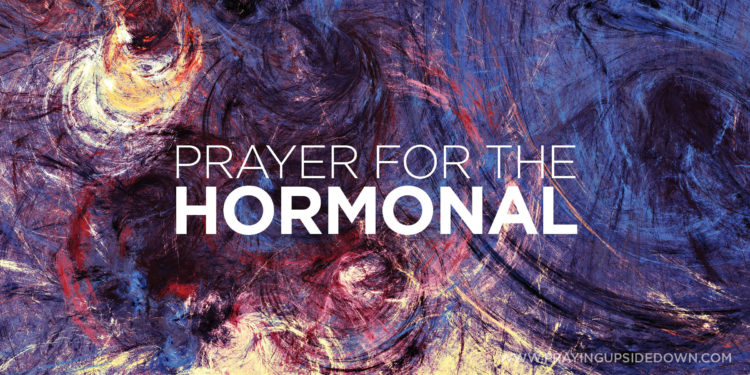 PRAYER FOR THE
HORMONAL
WWW.PRAYINGUPSIDEDOWN.COM